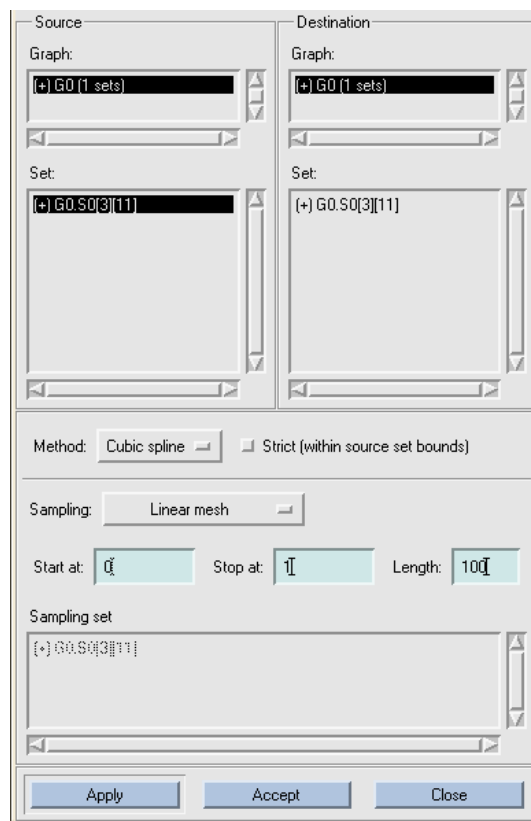 Source
Destination
Graph:
Graph:
(+) G0 (1 sets)
(+) G0 (1 sets)
Set:
Set:
(+) G0.S0[3][11]
(+) G0.S0[3][11]
Method: Cubic spline Strict (within source set bounds)
Sampling: Linear mesh
Start at: 0 Stop at: 1 Length: 100
Sampling set
(+) G0.S0[3][11]
Apply Accept Close